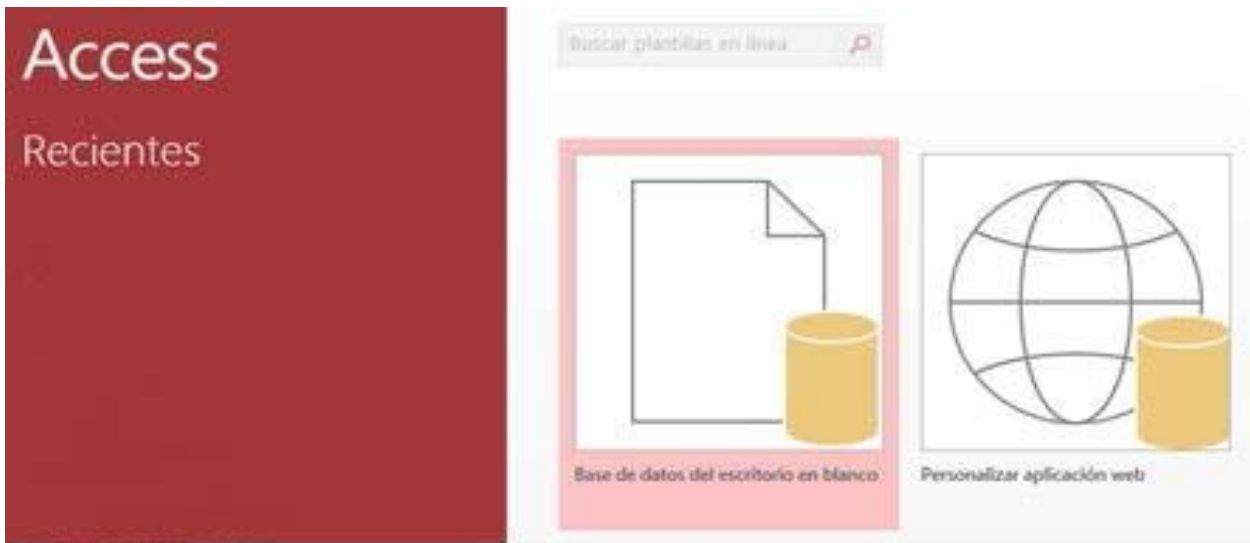 Access
Recientes
Buscar plantillas en línea
Base de datos del escritorio en blanco
Personalizar aplicación web